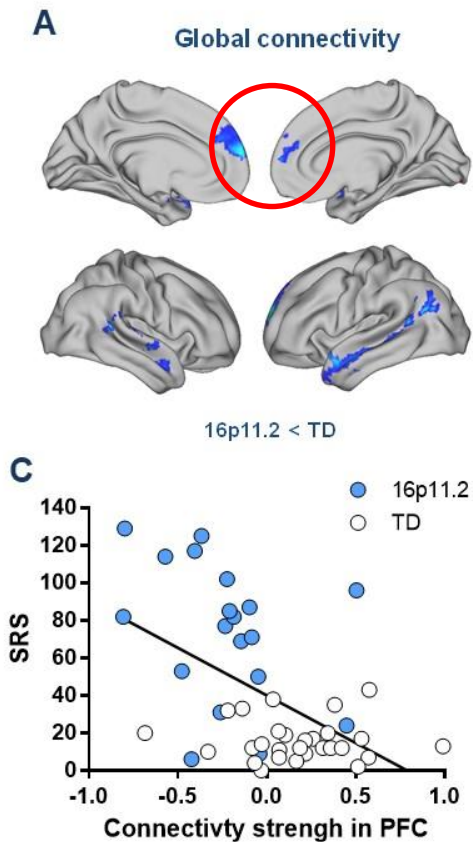 A
Global connectivity
16p11.2 < TD
C
16p11.2
TD
140
120
100
80
60
40
20
0
SRS
-1.0 -0.5 0.0 0.5 1.0
Connectivty strengh in PFC